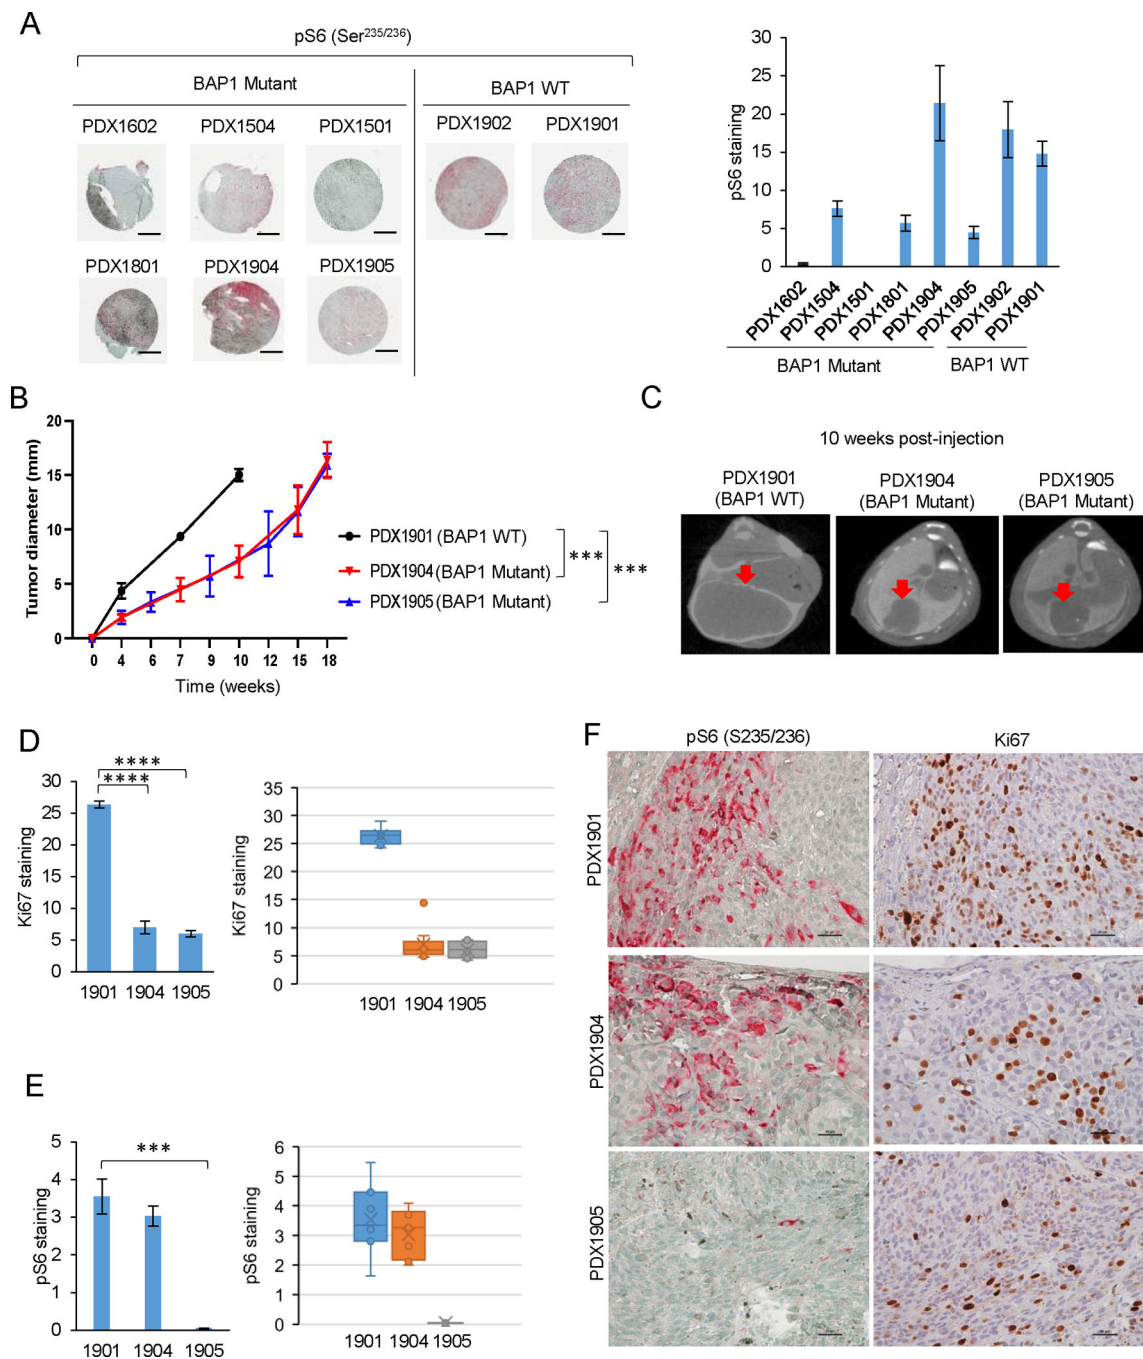 A
pS6 (Ser235/236)
BAP1 Mutant
BAP1 WT
PDX1602
PDX1504
PDX1501
PDX1902
PDX1901
PDX1801
PDX1904
PDX1905
30
25
20
15
10
5
0
pS6 staining
PDX1602
PDX1504
PDX1501
PDX1801
PDX1904
PDX1905
PDX1902
PDX1901
BAP1 Mutant
BAP1 WT
B
20
15
10
5
0
Tumor diameter (mm)
0 4 6 7 9 10 12 15 18
Time (weeks)
PDX1901 (BAP1 WT)
PDX1904 (BAP1 Mutant)
PDX1905 (BAP1 Mutant)
***
***
C
10 weeks post-injection
PDX1901
(BAP1 WT)
PDX1904
(BAP1 Mutant)
PDX1905
(BAP1 Mutant)
D
****
****
30
25
20
15
10
5
0
Ki67 staining
1901 1904 1905
35
30
25
20
15
10
5
0
Ki67 staining
1901 1904 1905
E
***
5
4
3
2
1
0
pS6 staining
1901 1904 1905
6
5
4
3
2
1
0
pS6 staining
1901 1904 1905
F
pS6 (S235/236)
Ki67
PDX1901
PDX1904
PDX1905